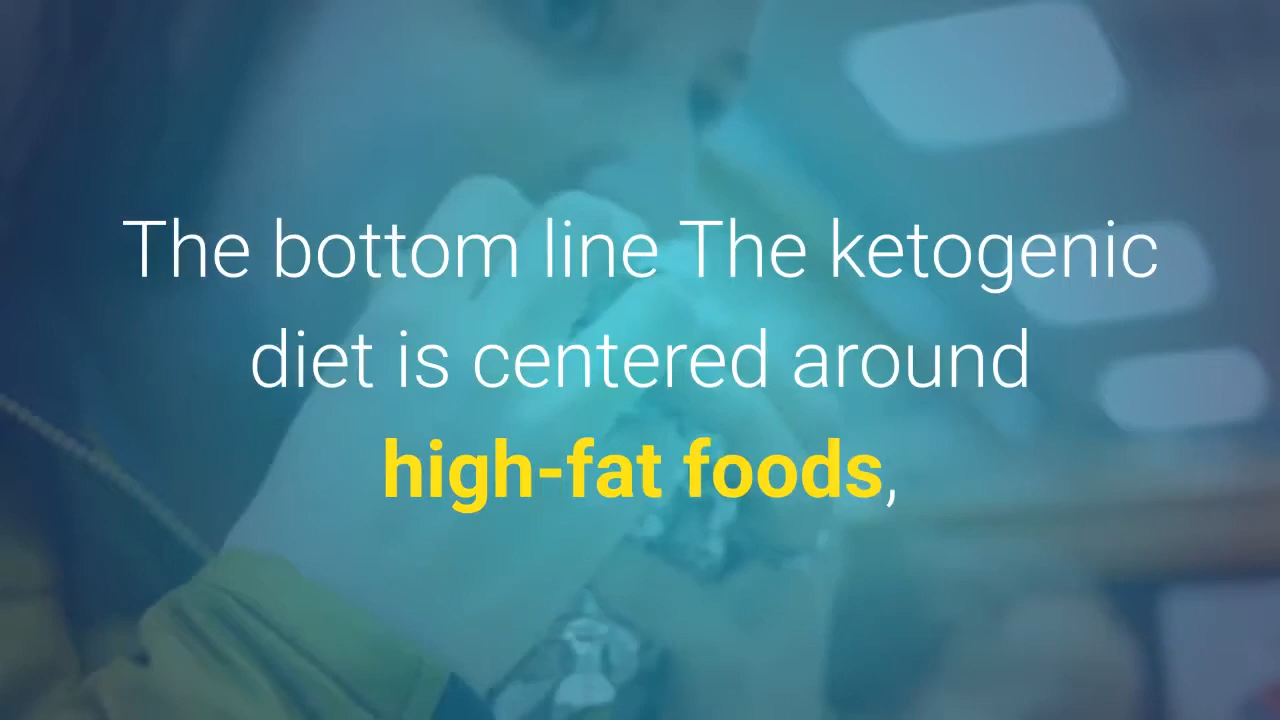 The bottom line The ketogenic
diet is centered around
high-fat foods,